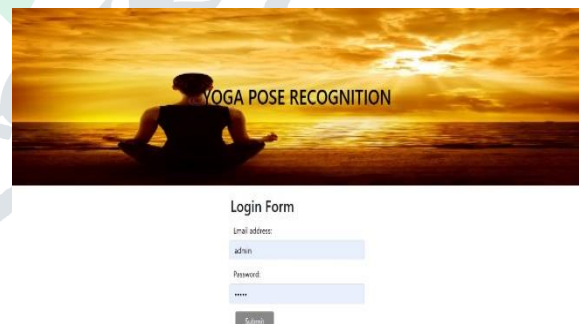 YOGA POSE RECOGNITION
Login Form
Email address:
admin
Password:
•••••
Submit